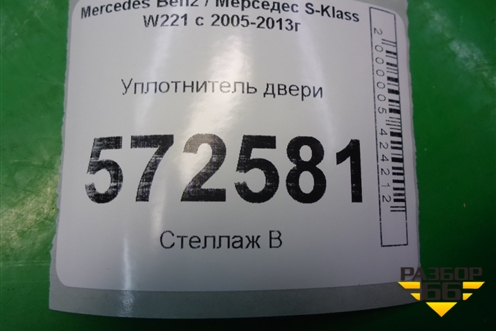 Mercedes Benz / Мерседес S-Klass
W221 с 2005-2013г
Уплотнитель двери
572581
Стеллаж В
2000005424212
РАЗБОР
66